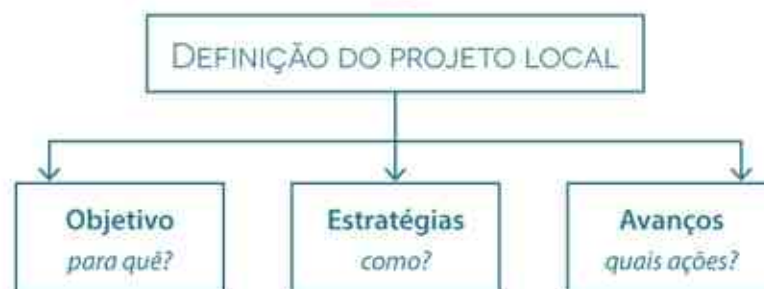 DEFINIÇÃO DO PROJETO LOCAL
Objetivo
para quê?
Estratégias
como?
Avanços
quais ações?